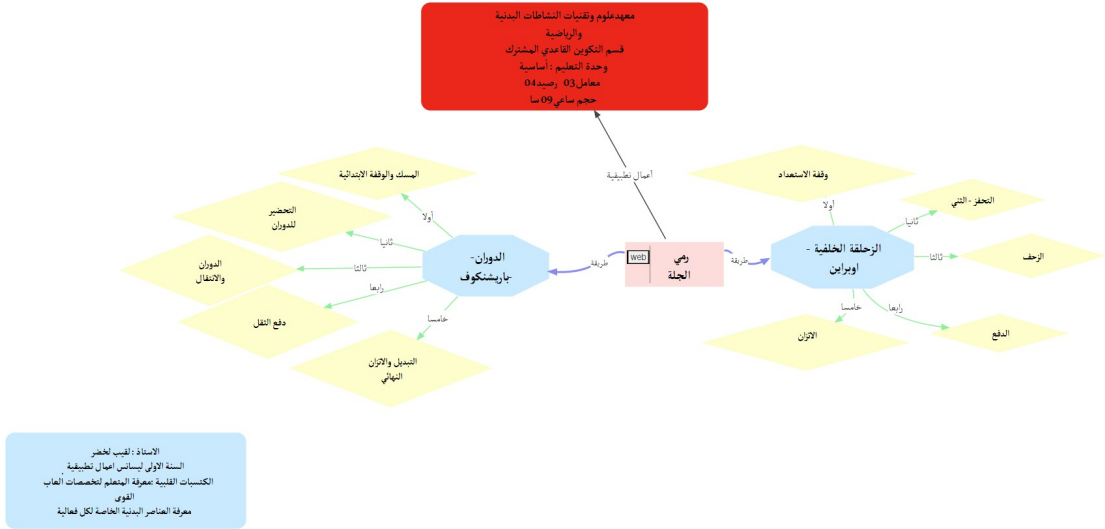 معهدعلوم وتقنيات النشاطات البدنية
والرياضية
قسم التكوين القاعدي المشترك
وحدة التعليم : أساسية
معامل03 رصيد04
حجم ساعي09 سا
أعمال تطبيقية
رمي
الجلة
web
طريقة
طريقة
الزحلقة الخلفية -
اوبراين
أولا
وقفة الاستعداد
ثانيا
التحفز - الثني
ثالثا
الزحف
رابعا
الدفع
خامسا
الاتزان
الدوران-
-باريشنكوف
أولا
المسك والوقفة الابتدائية
ثانيا
التحضير
للدوران
ثالثا
الدوران
والانتقال
رابعا
دفع الثقل
خامسا
التبديل والاتزان
النهائي
الاستاذ : لقيب لخضر
السنة الاولى ليسانس اعمال تطبيقية
الكتسبات القلبية :معرفة المتعلم لتخصصات ألعاب
القوى
معرفة العناصر البدنية الخاصة لكل فعالية